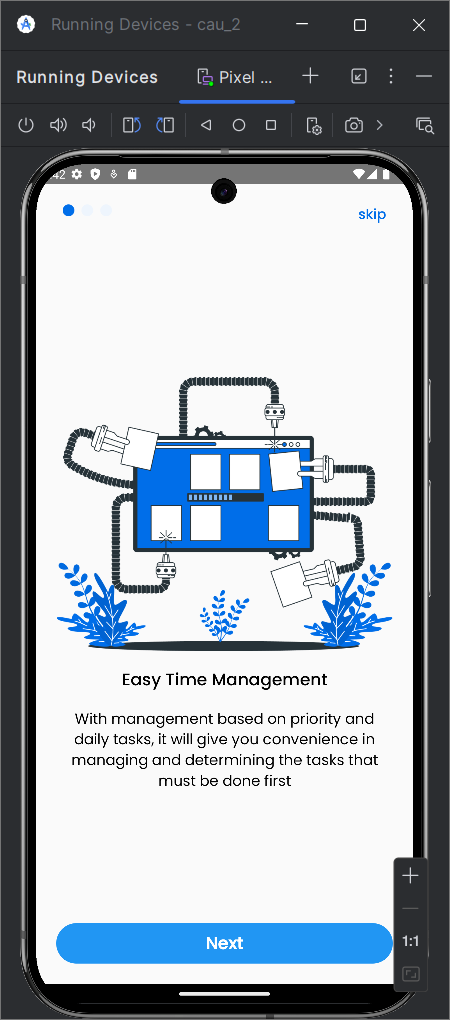 Running Devices - cau_2
Running Devices
Pixel ...
42
skip
Easy Time Management
With management based on priority and
daily tasks, it will give you convenience in
managing and determining the tasks that
must be done first
Next
1:1